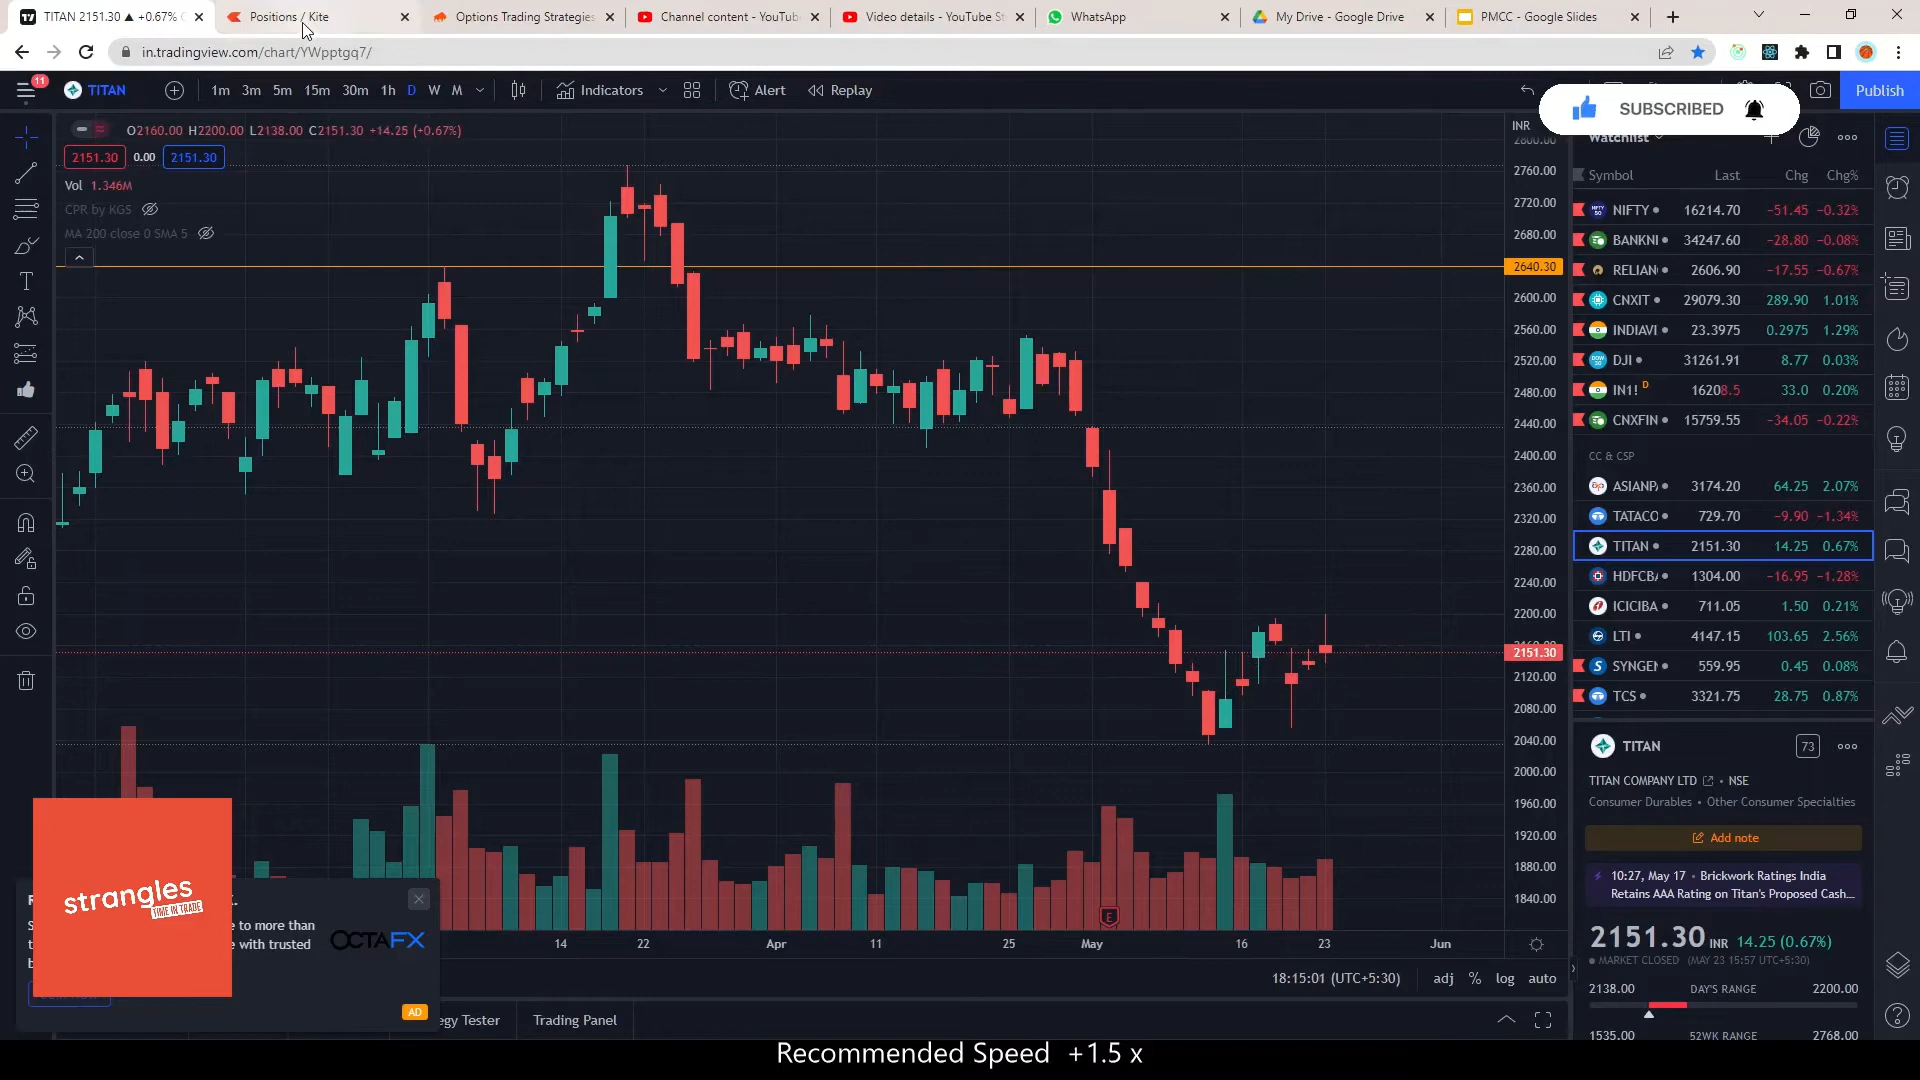 TITAN 2151.30 ▲ +0.67%
Positions / Kite
Options Trading Strategies
Channel content - YouTube
Video details - YouTube St
WhatsApp
My Drive - Google Drive
PMCC - Google Slides
in.tradingview.com/chart/YWpptgq7/
11
TITAN
1m 3m 5m 15m 30m 1h D W M
Indicators
Alert
Replay
Publish
SUBSCRIBED
O2160.00 H2200.00 L2138.00 C2151.30 +14.25 (+0.67%)
2151.30 0.00 2151.30
Vol 1.346M
CPR by KGS
MA 200 close 0 SMA 5
INR
2800.00
2760.00
2720.00
2680.00
2640.30
2600.00
2560.00
2520.00
2480.00
2440.00
2400.00
2360.00
2320.00
2280.00
2240.00
2200.00
2160.00
2151.30
2120.00
2080.00
2040.00
2000.00
1960.00
1920.00
1880.00
1840.00
E
14 22 Apr 11 25 May 16 23 Jun
18:15:01 (UTC+5:30) adj % log auto
Watchlist
Symbol Last Chg Chg%
NIFTY 16214.70 −51.45 −0.32%
BANKNI 34247.60 −28.80 −0.08%
RELIAN 2606.90 −17.55 −0.67%
CNXIT 29079.30 289.90 1.01%
INDIAVI 23.3975 0.2975 1.29%
DJI 31261.91 8.77 0.03%
IN1! D 16208.5 33.0 0.20%
CNXFIN 15759.55 −34.05 −0.22%
CC & CSP
ASIANPA 3174.20 64.25 2.07%
TATACO 729.70 −9.90 −1.34%
TITAN 2151.30 14.25 0.67%
HDFCBA 1304.00 −16.95 −1.28%
ICICIBA 711.05 1.50 0.21%
LTI 4147.15 103.65 2.56%
SYNGEN 559.95 0.45 0.08%
TCS 3321.75 28.75 0.87%
TITAN 73
TITAN COMPANY LTD • NSE
Consumer Durables • Other Consumer Specialties
Add note
10:27, May 17 • Brickwork Ratings India
Retains AAA Rating on Titan's Proposed Cash...
2151.30 INR 14.25 (0.67%)
MARKET CLOSED (MAY 23 15:57 UTC+5:30)
2138.00 DAY'S RANGE 2200.00
1535.00 52WK RANGE 2768.00
strangles
TIME IN TRADE
e to more than
e with trusted
OCTAFX
AD
egy Tester
Trading Panel
Recommended Speed +1.5 x